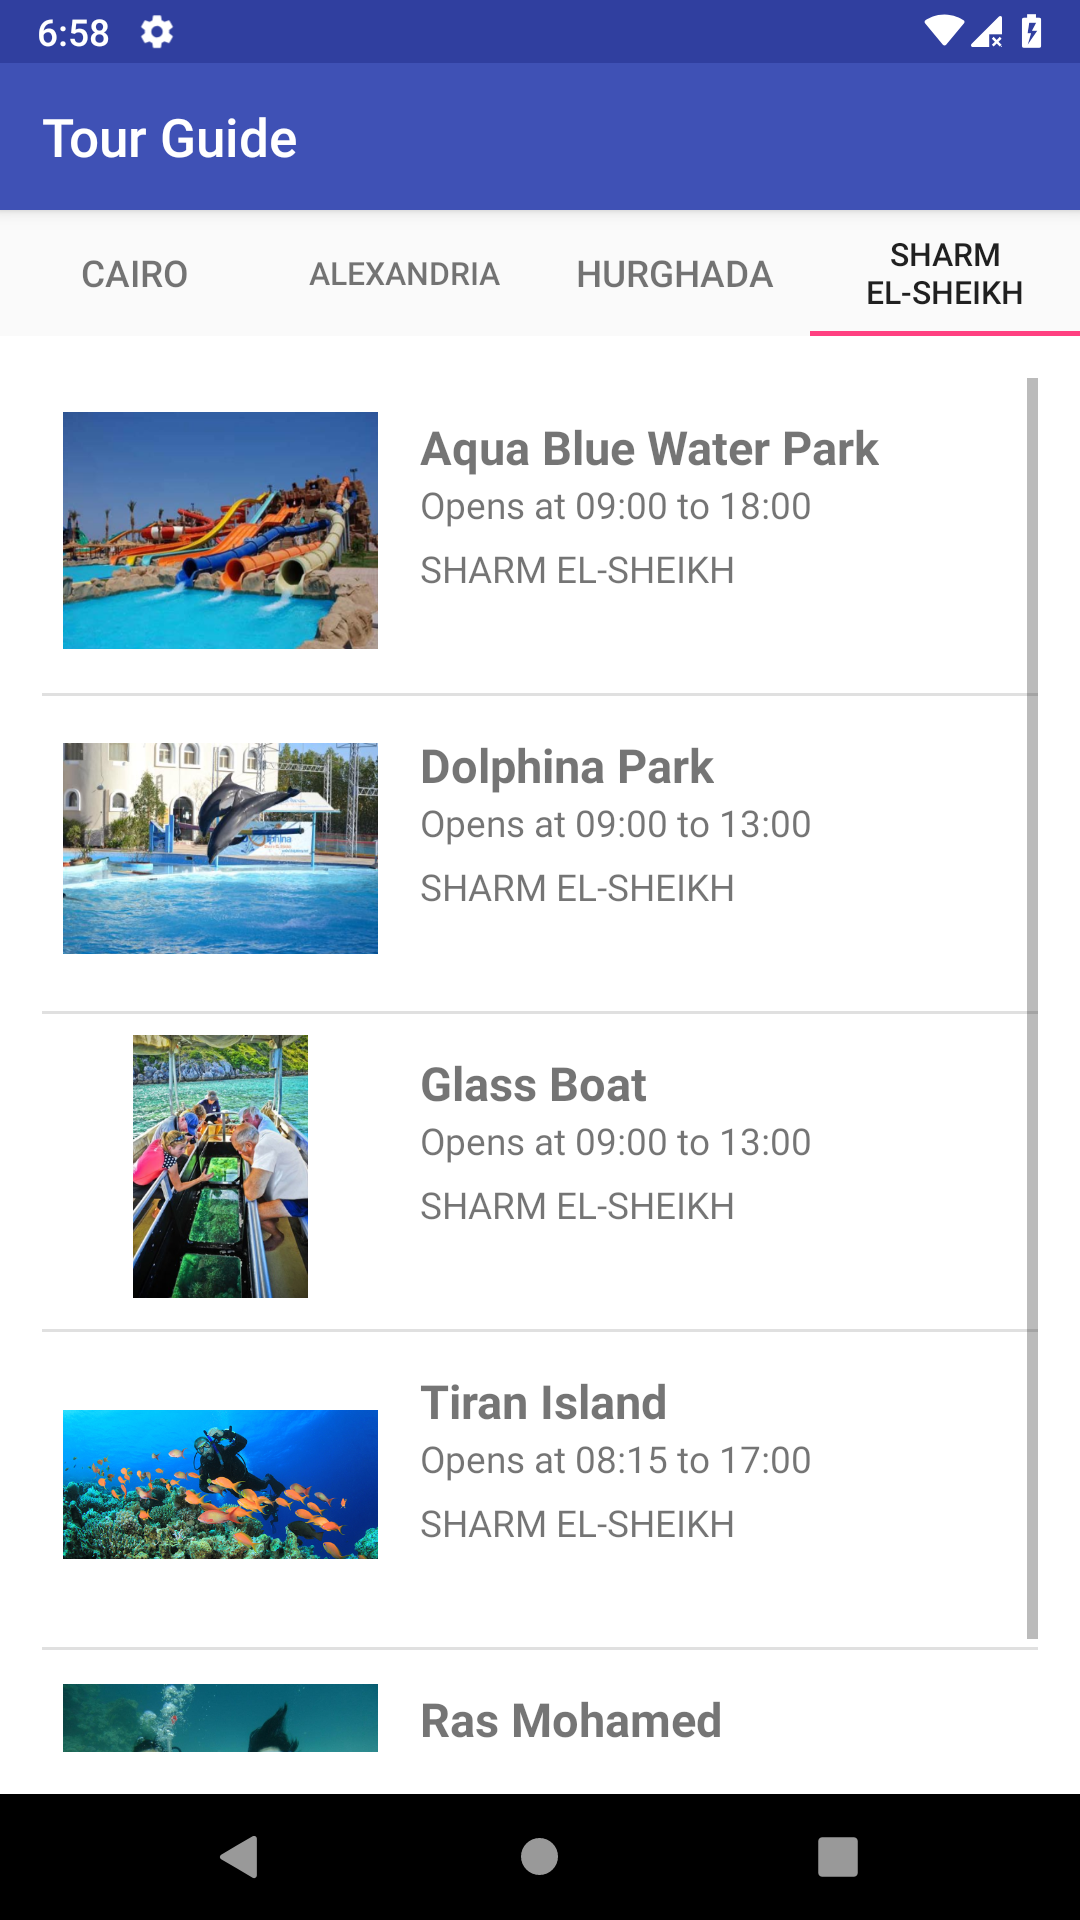 6:58
Tour Guide
CAIRO
ALEXANDRIA
HURGHADA
SHARM
EL-SHEIKH
Aqua Blue Water Park
Opens at 09:00 to 18:00
SHARM EL-SHEIKH
Dolphina Park
Opens at 09:00 to 13:00
SHARM EL-SHEIKH
Glass Boat
Opens at 09:00 to 13:00
SHARM EL-SHEIKH
Tiran Island
Opens at 08:15 to 17:00
SHARM EL-SHEIKH
Ras Mohamed